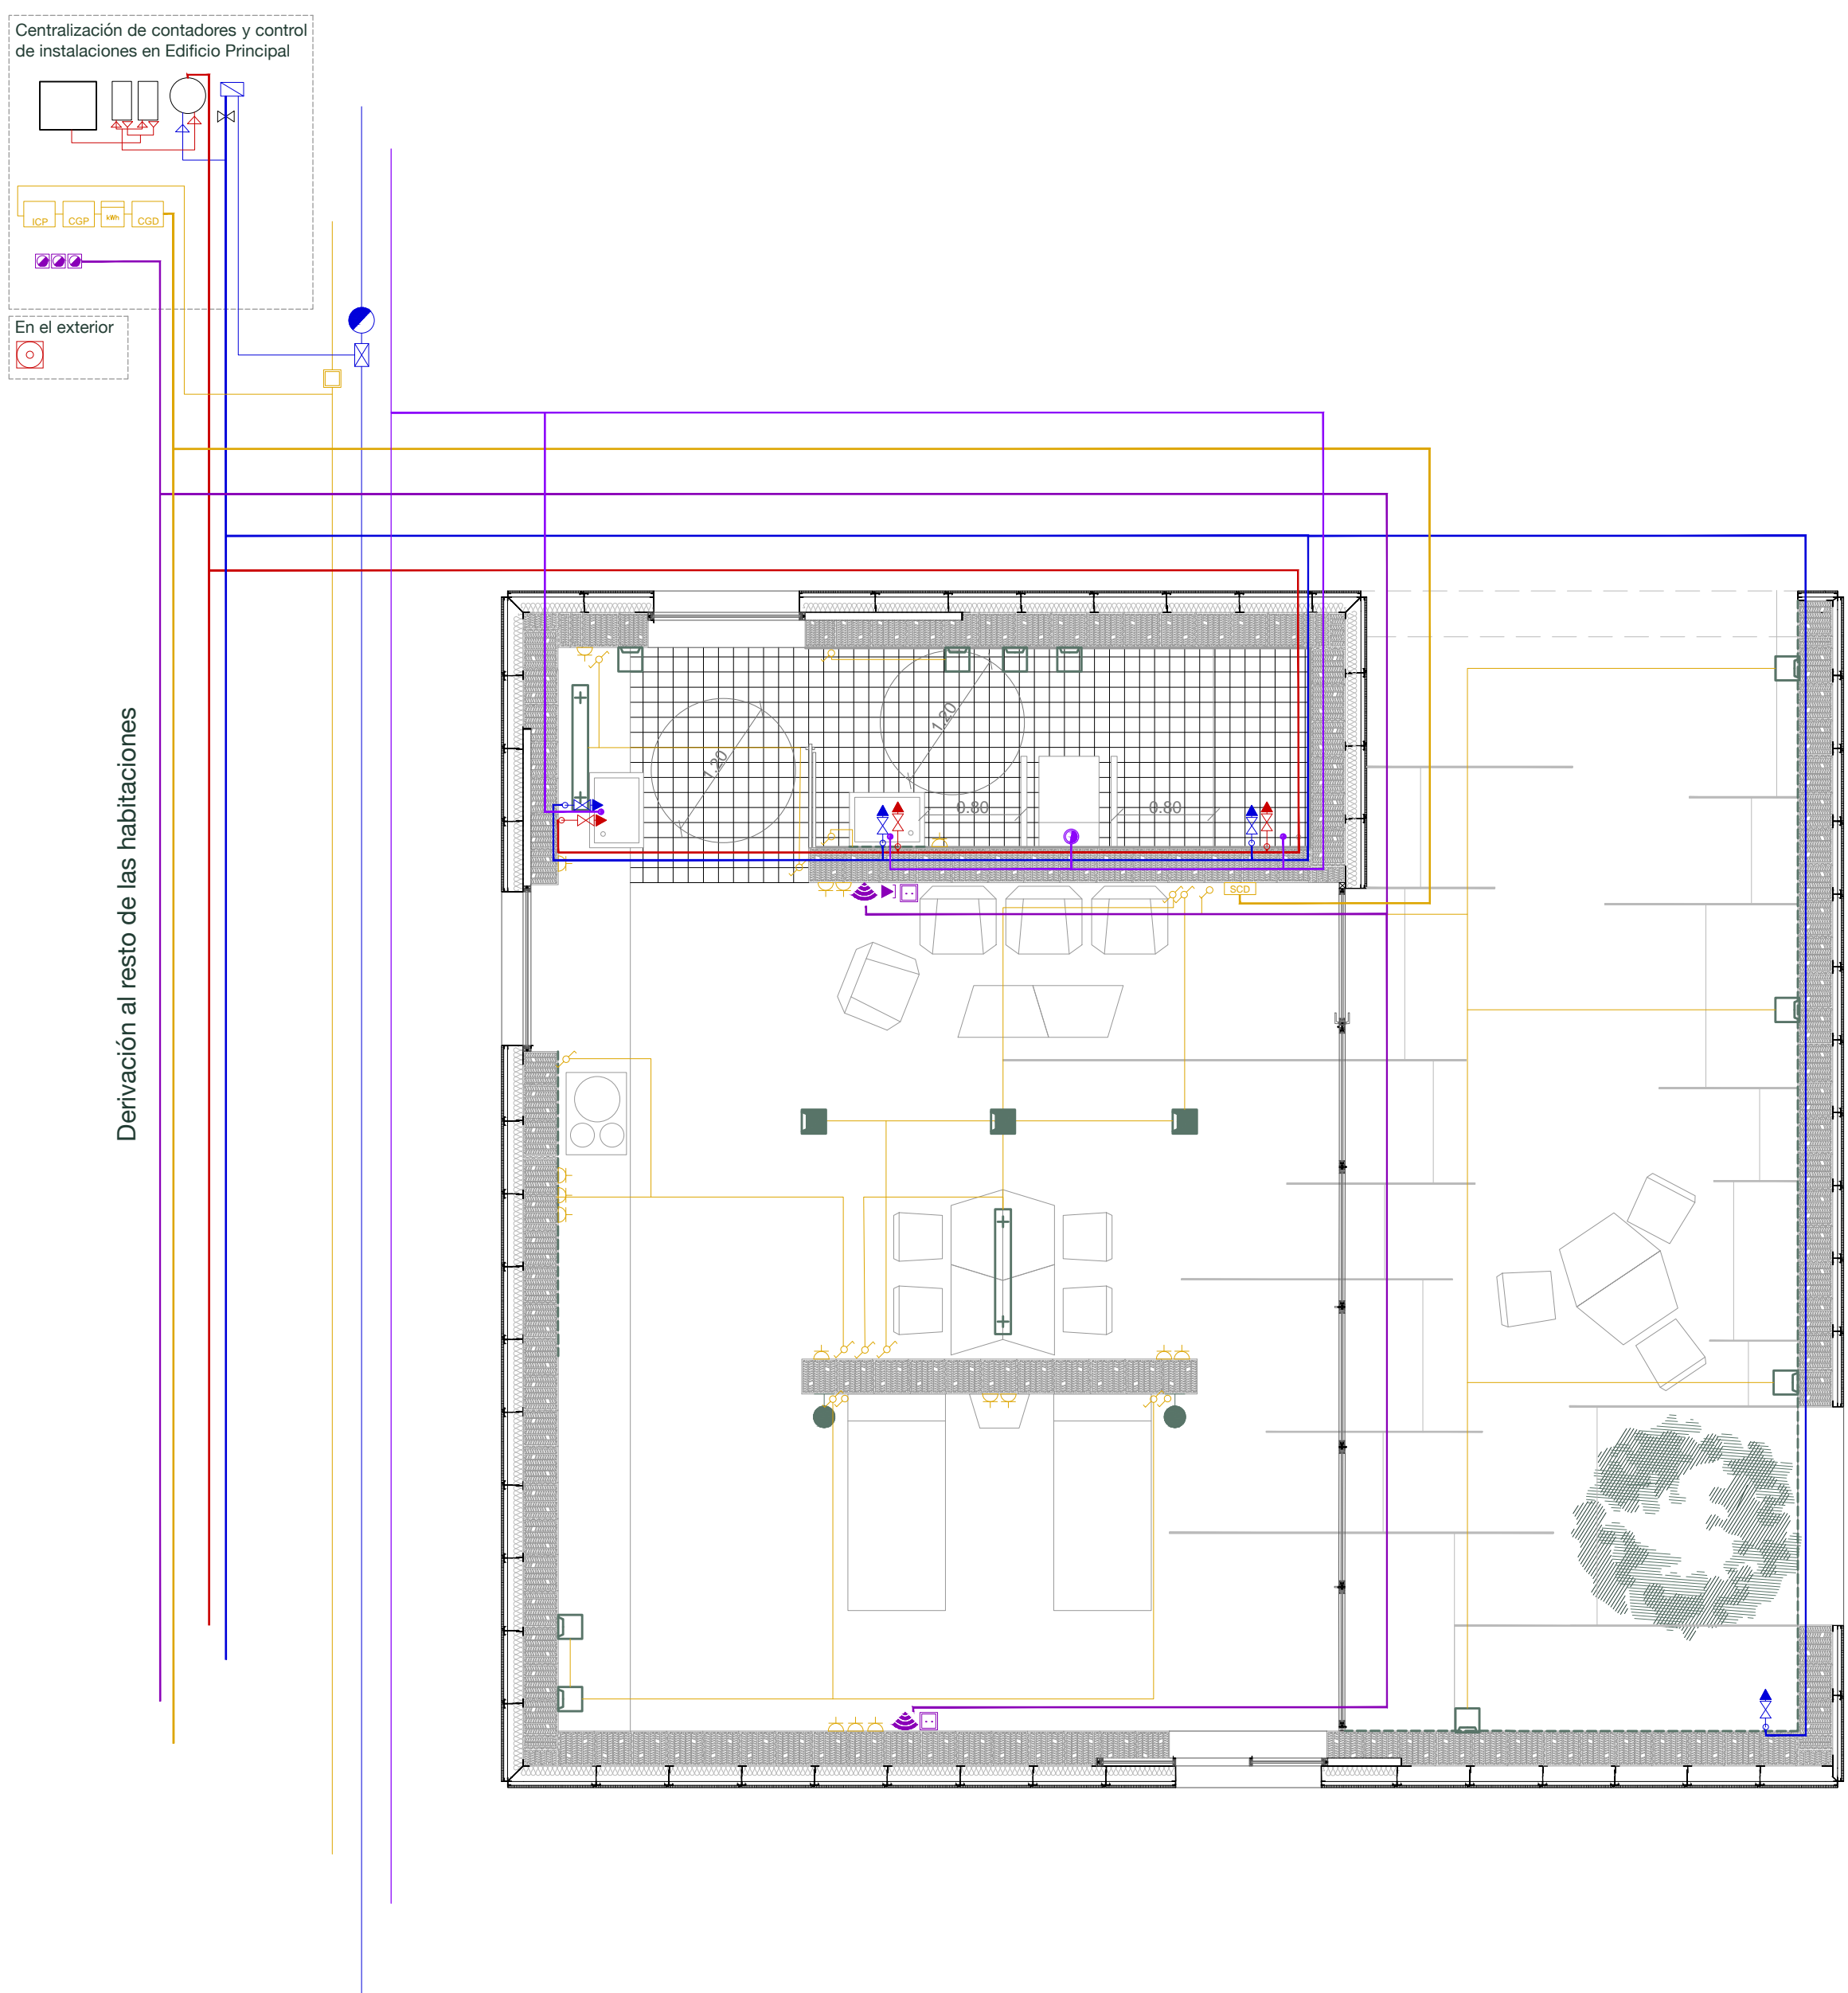 Centralización de contadores y control
de instalaciones en Edificio Principal
ICP
CGP
kWh
CGD
En el exterior
Derivación al resto de las habitaciones
1.20
1.20
0.80
0.80
SCD